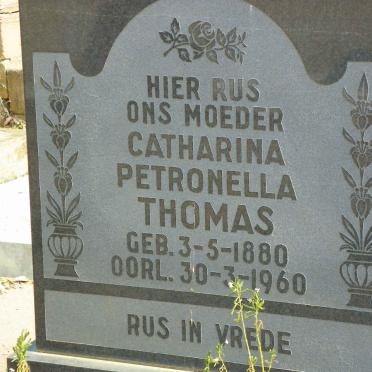 HIER RUS
ONS MOEDER
CATHARINA
PETRONELLA
THOMAS
GEB. 3-5-1880
OORL. 30-3-1960
RUS IN VREDE